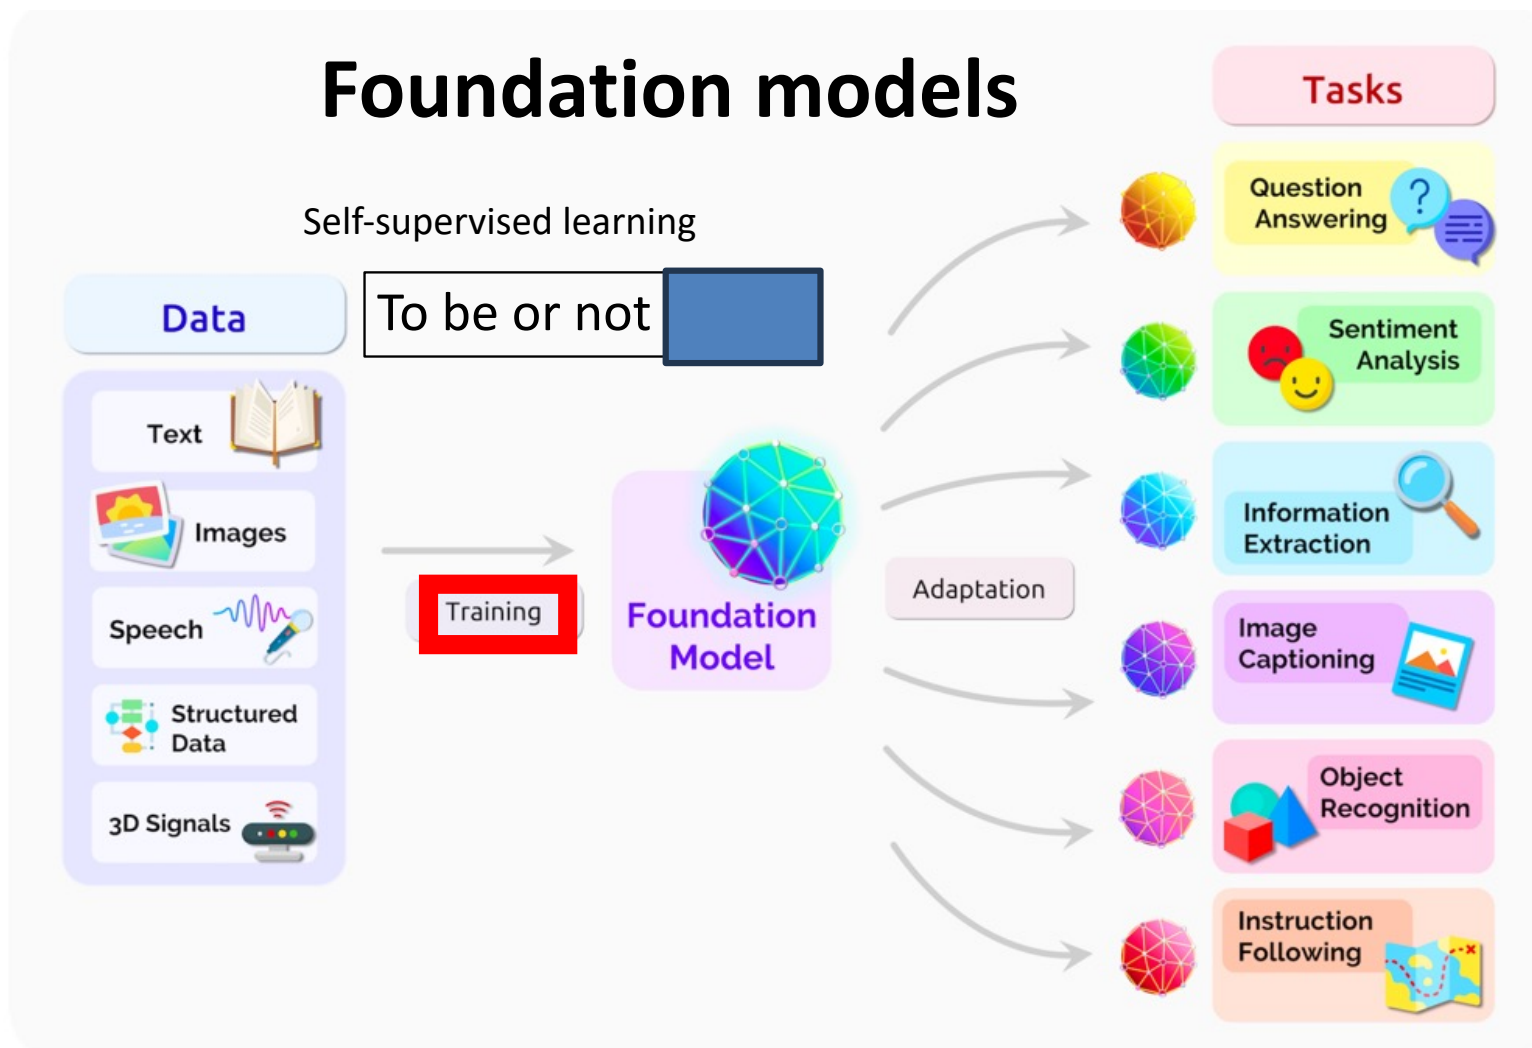 Foundation models
Self-supervised learning
To be or not
Data
Text
Images
Speech
Structured
Data
3D Signals
Training
Foundation
Model
Adaptation
Tasks
Question
Answering
?
Sentiment
Analysis
Information
Extraction
Image
Captioning
Object
Recognition
Instruction
Following